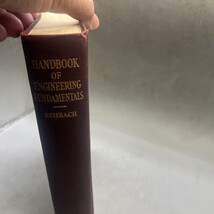 HANDBOOK
OF
ENGINEERING
FUNDAMENTALS
ESHBACH